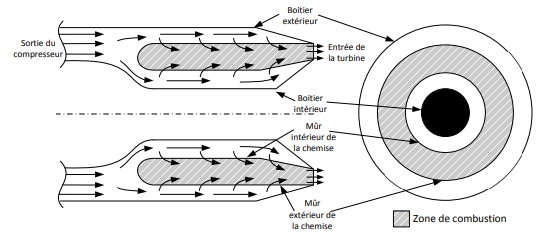 Boitier
extérieur
Sortie du
compresseur
Entrée de
la turbine
Boitier
intérieur
Mûr
intérieur de
la chemise
Mûr
extérieur de
la chemise
Zone de combustion